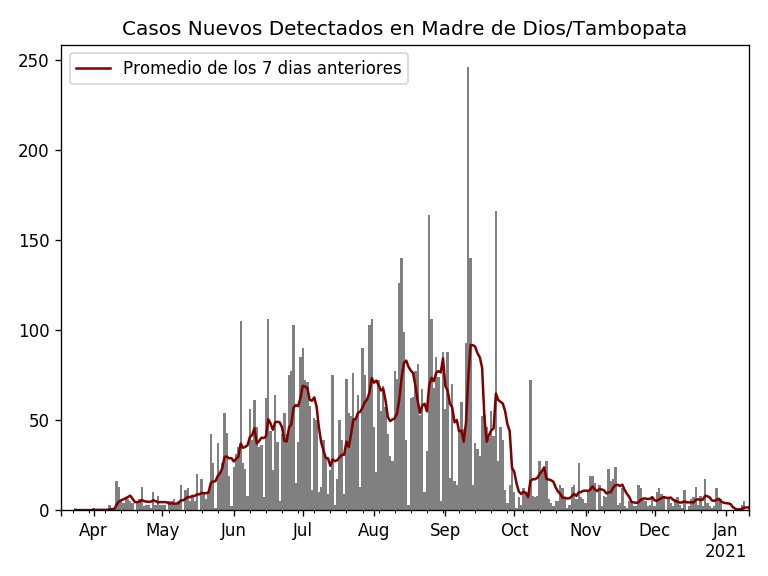 Casos Nuevos Detectados en Madre de Dios/Tambopata
Promedio de los 7 dias anteriores
250
200
150
100
50
0
Apr May Jun Jul Aug Sep Oct Nov Dec Jan
2021